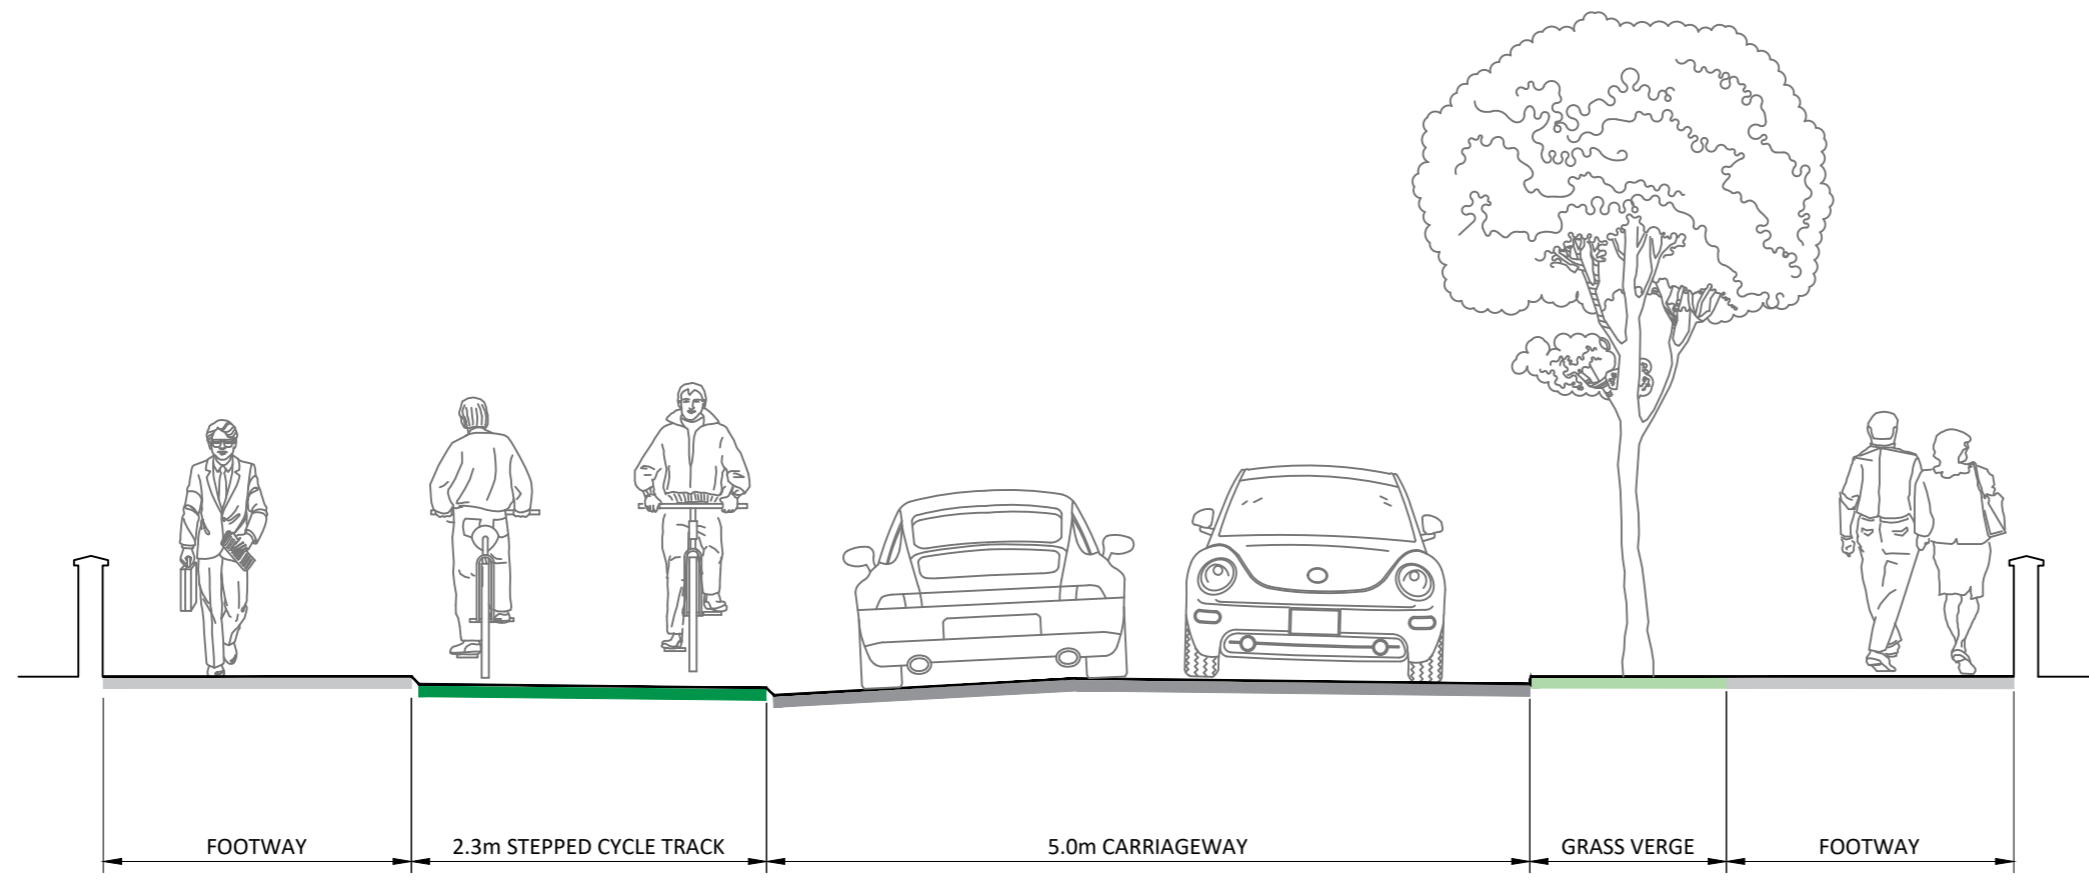 FOOTWAY
2.3m STEPPED CYCLE TRACK
5.0m CARRIAGEWAY
GRASS VERGE
FOOTWAY